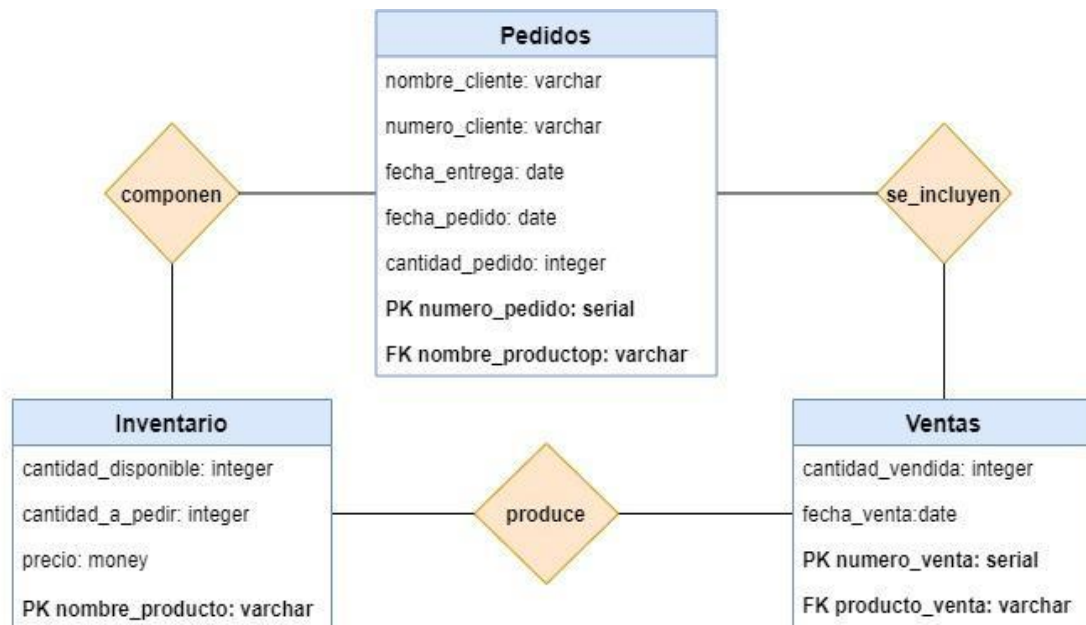 Pedidos
nombre_cliente: varchar
numero_cliente: varchar
fecha_entrega: date
fecha_pedido: date
cantidad_pedido: integer
PK numero_pedido: serial
FK nombre_productop: varchar
componen
se_incluyen
Inventario
cantidad_disponible: integer
cantidad_a_pedir: integer
precio: money
PK nombre_producto: varchar
produce
Ventas
cantidad_vendida: integer
fecha_venta:date
PK numero_venta: serial
FK producto_venta: varchar